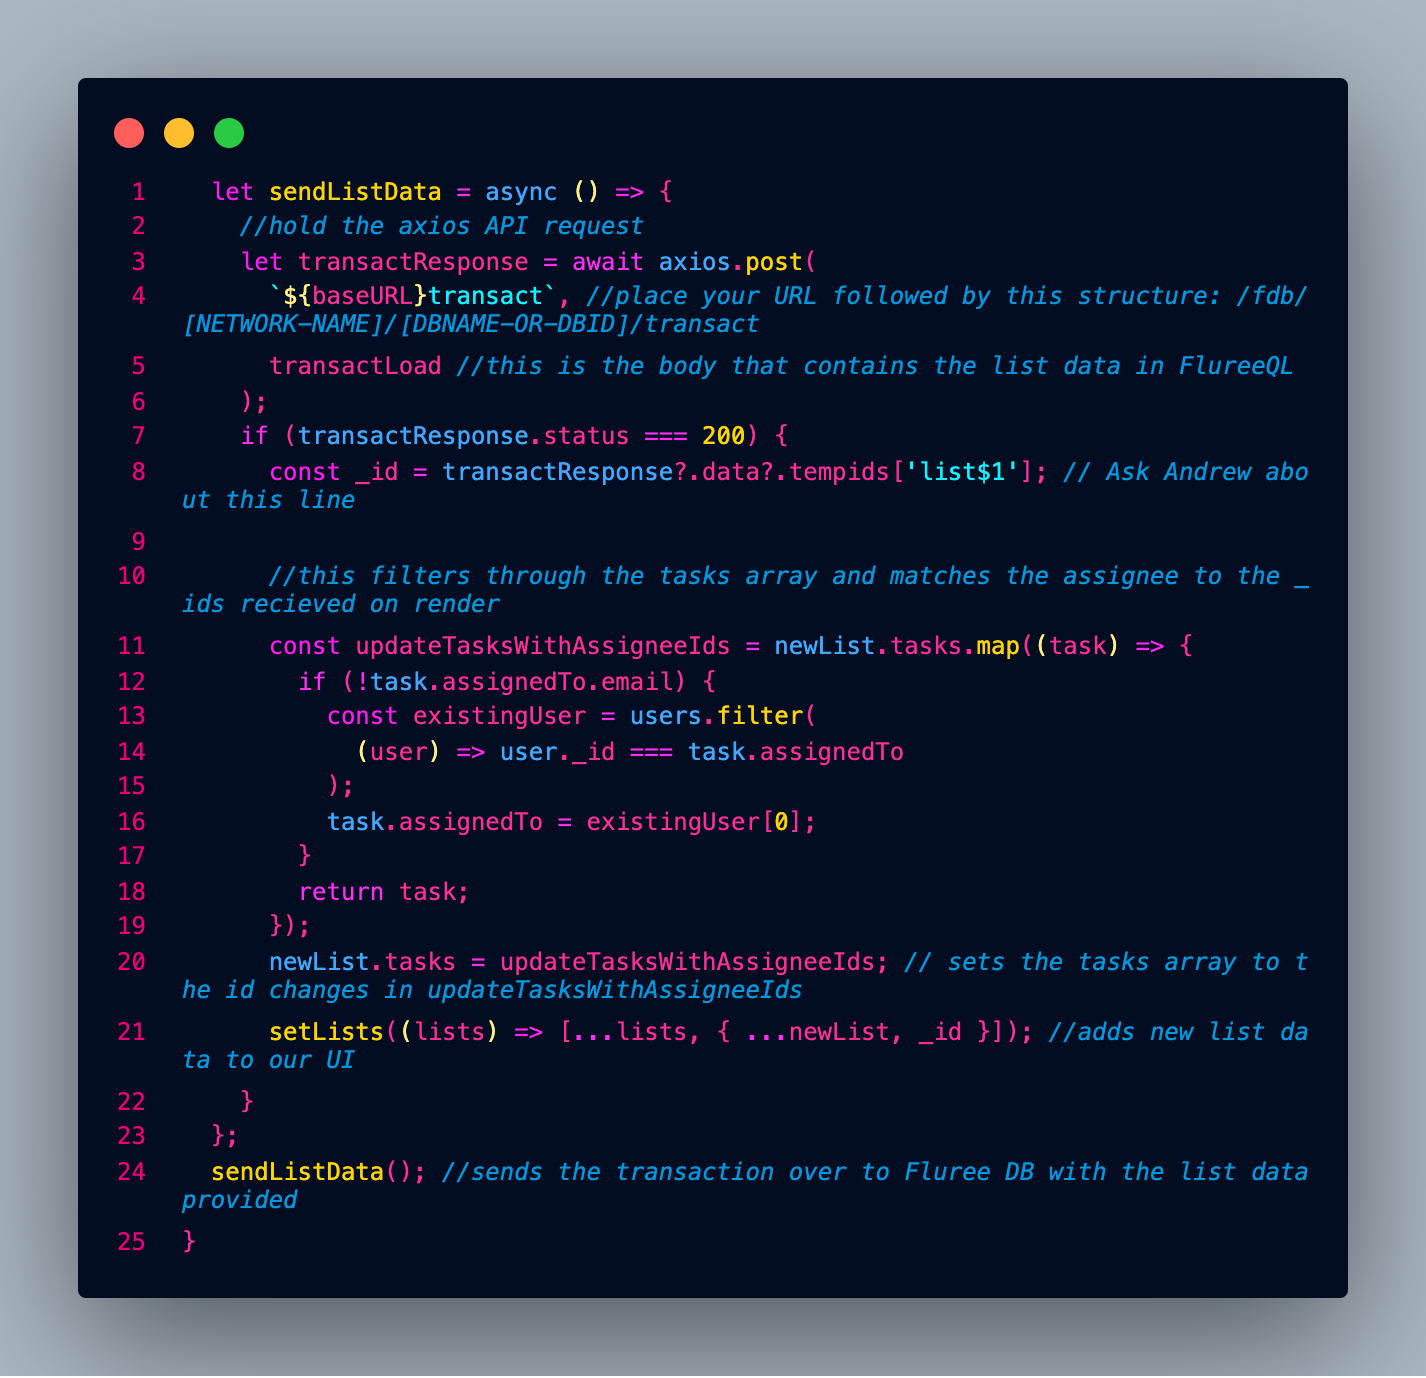 1 let sendListData = async () => {
2 //hold the axios API request
3 let transactResponse = await axios.post(
4 `${baseURL}transact`, //place your URL followed by this structure: /fdb/
[NETWORK-NAME]/[DBNAME-OR-DBID]/transact
5 transactLoad //this is the body that contains the list data in FlureeQL
6 );
7 if (transactResponse.status === 200) {
8 const _id = transactResponse?.data?.tempids['list$1']; // Ask Andrew abo
ut this line
9
10 //this filters through the tasks array and matches the assignee to the _
ids recieved on render
11 const updateTasksWithAssigneeIds = newList.tasks.map((task) => {
12 if (!task.assignedTo.email) {
13 const existingUser = users.filter(
14 (user) => user._id === task.assignedTo
15 );
16 task.assignedTo = existingUser[0];
17 }
18 return task;
19 });
20 newList.tasks = updateTasksWithAssigneeIds; // sets the tasks array to t
he id changes in updateTasksWithAssigneeIds
21 setLists((lists) => [...lists, { ...newList, _id }]); //adds new list da
ta to our UI
22 }
23 };
24 sendListData(); //sends the transaction over to Fluree DB with the list data
provided
25 }